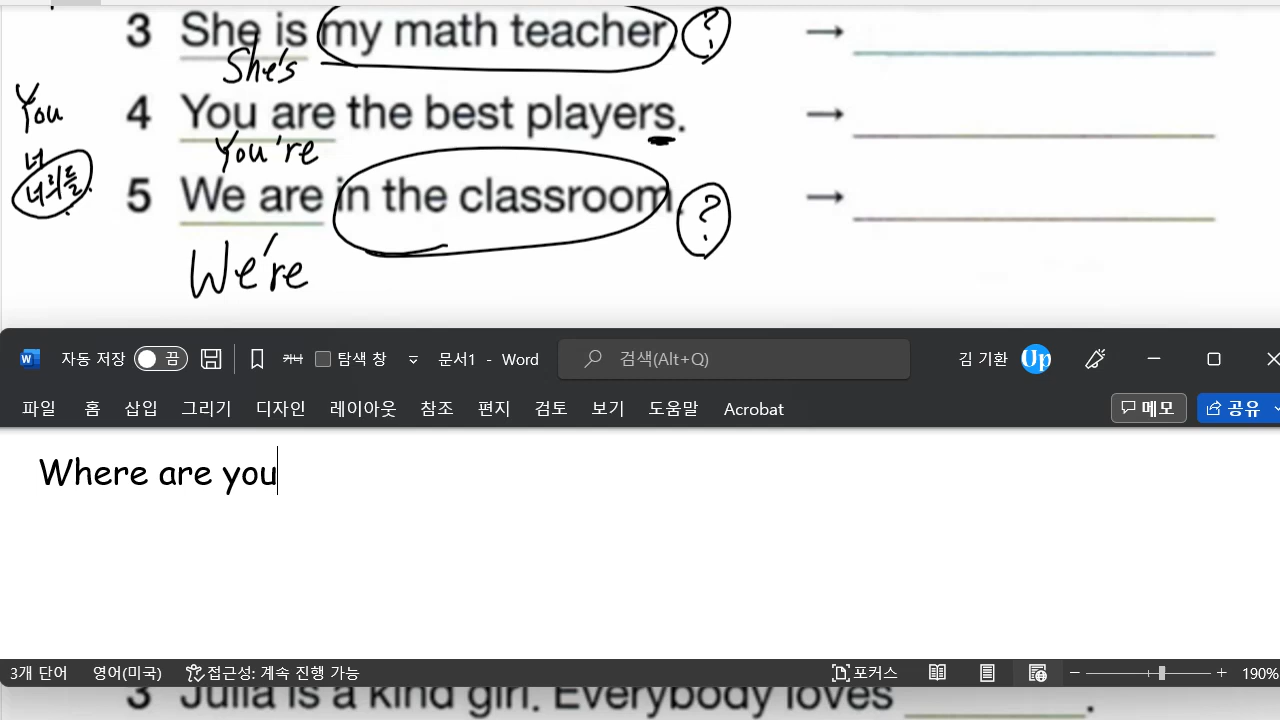 3 She is my math teacher. ? →
She's
You 4 You are the best players. →
너 You're
너희들. 5 We are in the classroom. ? →
We're
자동 저장 끔 가나 탐색 창 문서1 - Word 검색(Alt+Q) 김 기환 Up
파일 홈 삽입 그리기 디자인 레이아웃 참조 편지 검토 보기 도움말 Acrobat 메모 공유
Where are you
3개 단어 영어(미국) 접근성: 계속 진행 가능 포커스 190%
3 Julia is a kind girl. Everybody loves ________.